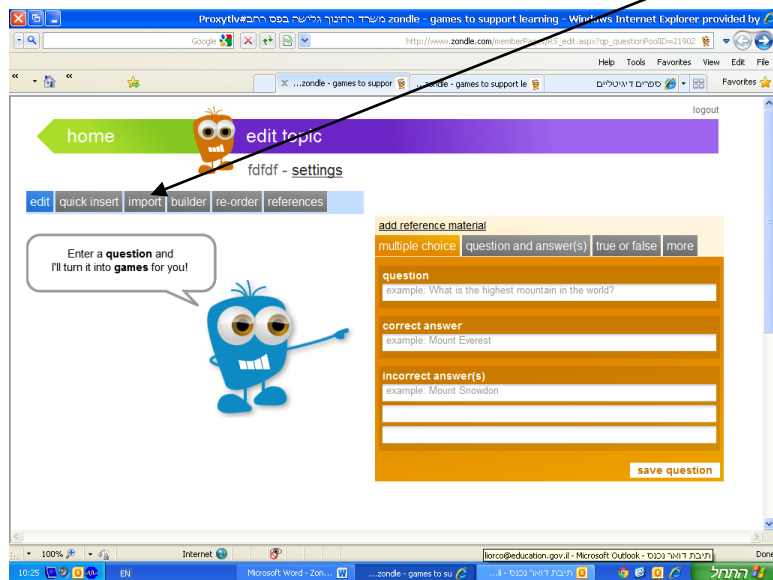 Proxytlv#משרד החינוך גלישה בפס רחב zondle - games to support learning - Windows Internet Explorer provided by
Google
http://www.zondle.com/memberPages/RS_edit.aspx?qp_questionPoolID=21902
Help Tools Favorites View Edit File
...zondle - games to suppor
...zondle - games to support le
ספרים דיגיטליים
Favorites
logout
home
edit topic
fdfdf - settings
edit quick insert import builder re-order references
add reference material
multiple choice question and answer(s) true or false more
Enter a question and
I'll turn it into games for you!
question
example: What is the highest mountain in the world?
correct answer
example: Mount Everest
incorrect answer(s)
example: Mount Snowdon
save question
100%
Internet
תיבת דואר נכנס - liorco@education.gov.il - Microsoft Outlook
Done
10:25
EN
Microsoft Word - Zon...
...zondle - games to su
תיבת דואר נכנס - li...
התחל